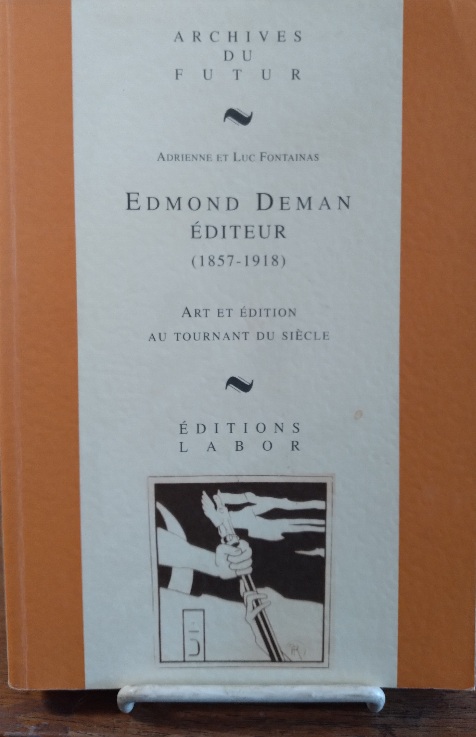 ARCHIVES
DU
FUTUR
ADRIENNE ET LUC FONTAINAS
EDMOND DEMAN
ÉDITEUR
(1857-1918)
ART ET ÉDITION
AU TOURNANT DU SIÈCLE
ÉDITIONS
LABOR